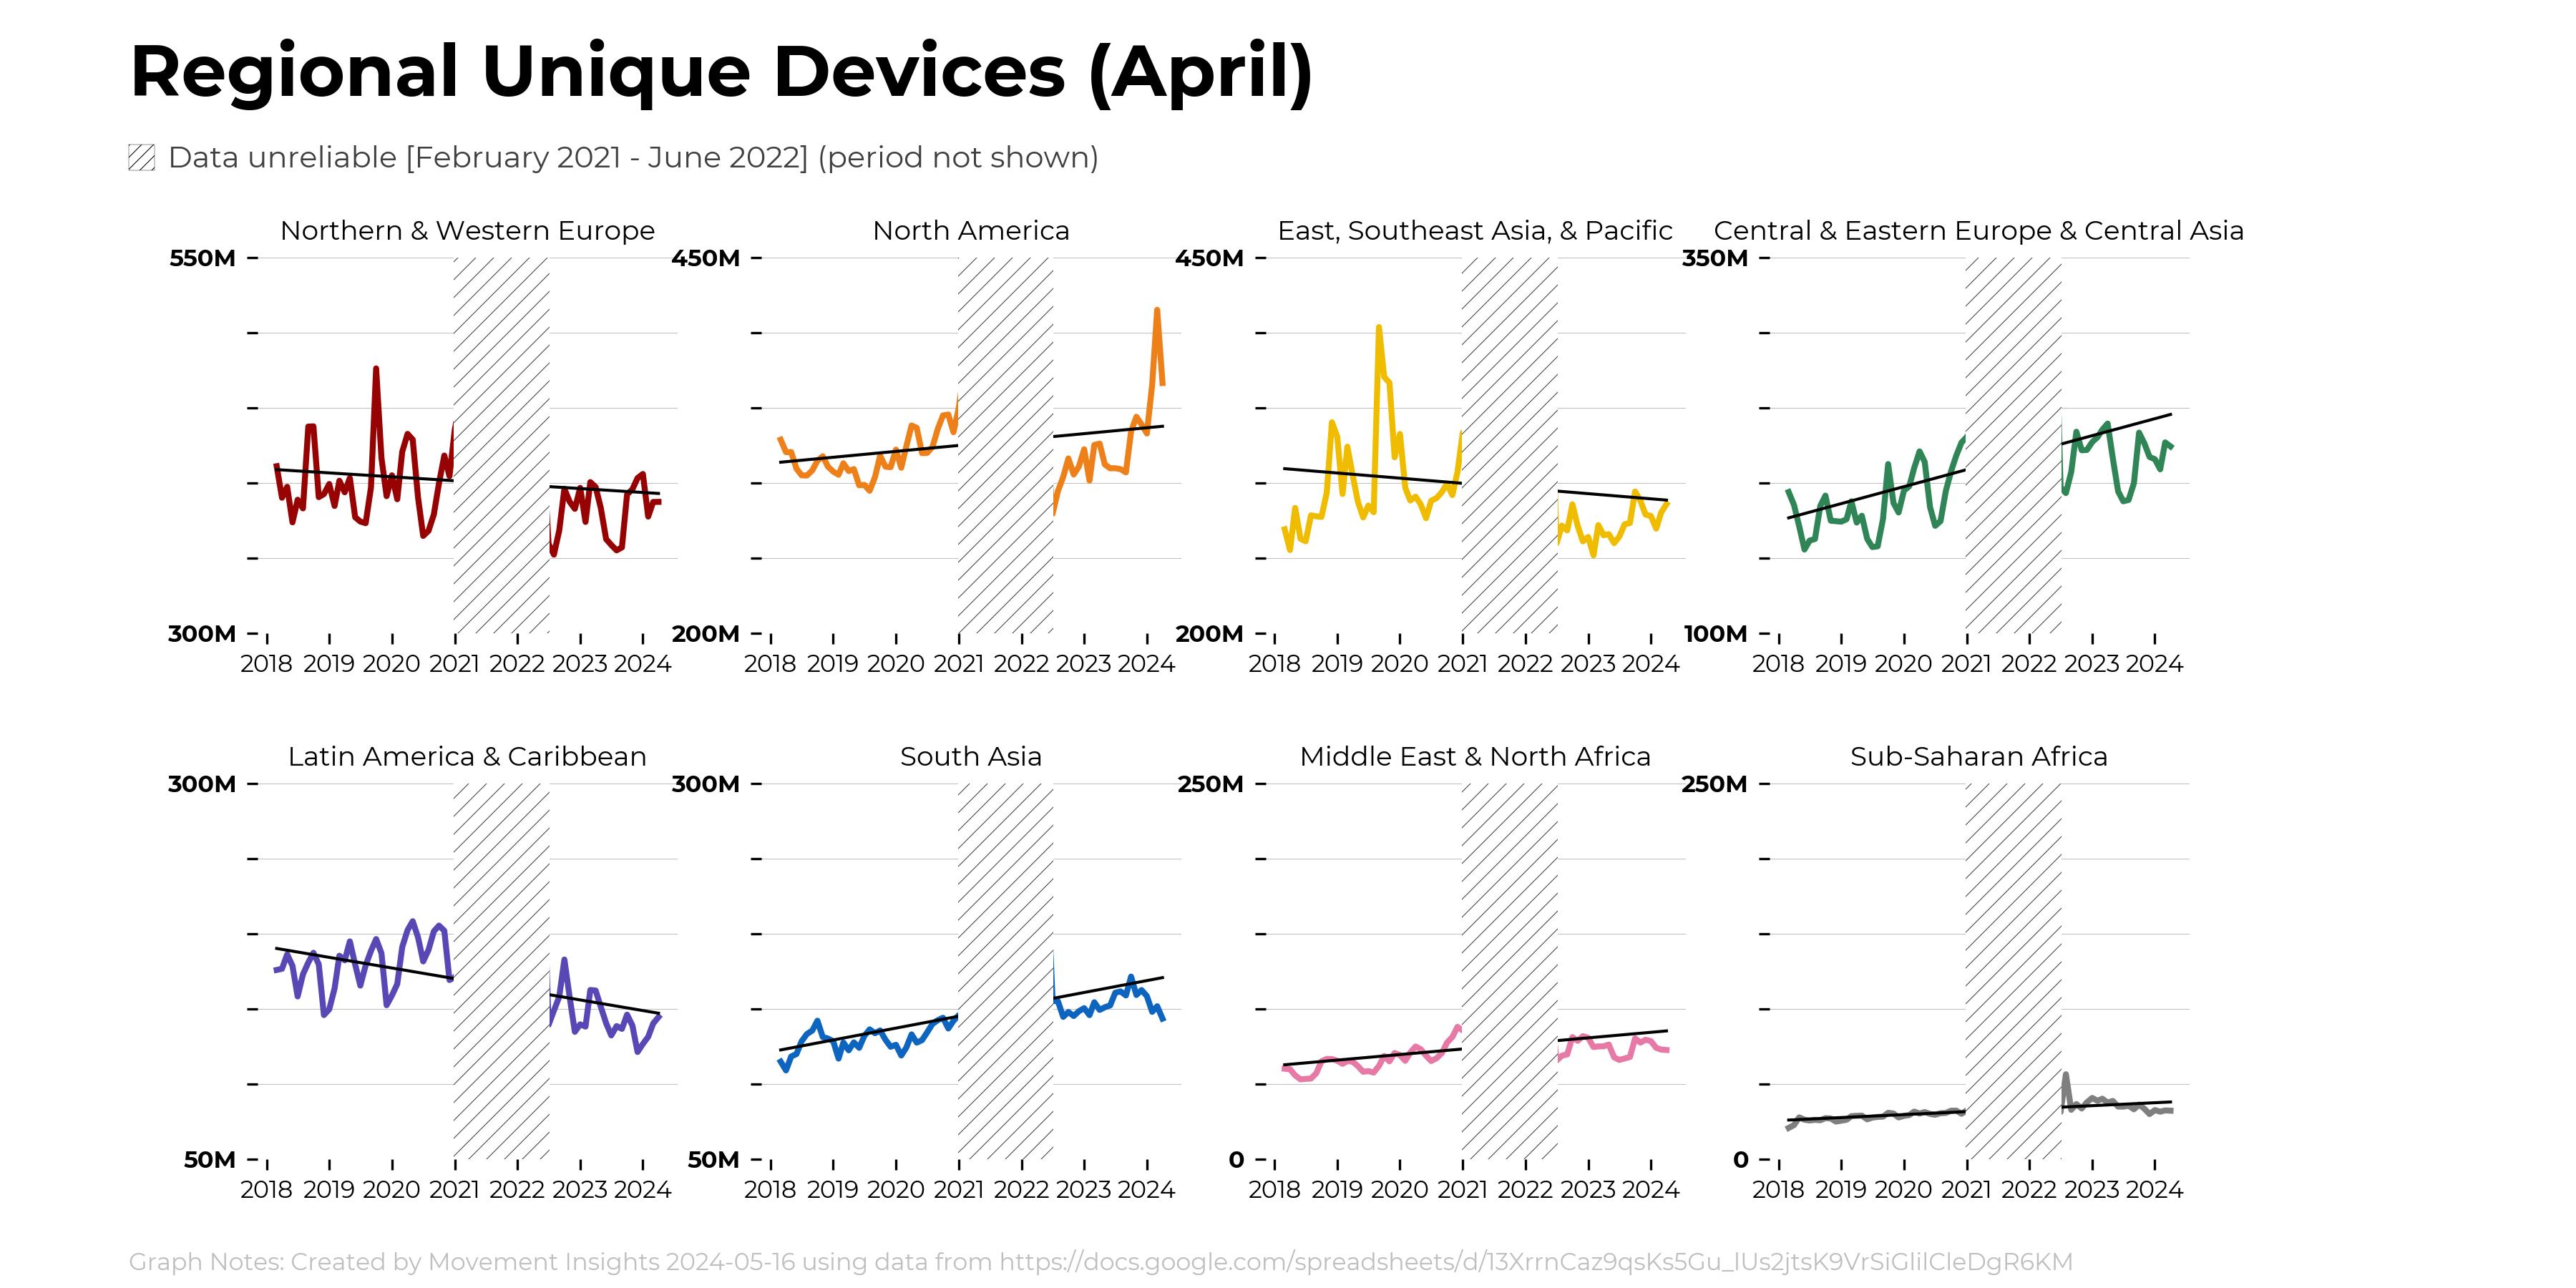 Regional Unique Devices (April)
Data unreliable [February 2021 - June 2022] (period not shown)
Northern & Western Europe
550M
300M
2018 2019 2020 2021 2022 2023 2024
North America
450M
200M
2018 2019 2020 2021 2022 2023 2024
East, Southeast Asia, & Pacific
450M
200M
2018 2019 2020 2021 2022 2023 2024
Central & Eastern Europe & Central Asia
350M
100M
2018 2019 2020 2021 2022 2023 2024
Latin America & Caribbean
300M
50M
2018 2019 2020 2021 2022 2023 2024
South Asia
300M
50M
2018 2019 2020 2021 2022 2023 2024
Middle East & North Africa
250M
0
2018 2019 2020 2021 2022 2023 2024
Sub-Saharan Africa
250M
0
2018 2019 2020 2021 2022 2023 2024
Graph Notes: Created by Movement Insights 2024-05-16 using data from https://docs.google.com/spreadsheets/d/13XrrnCaz9qsKs5Gu_lUs2jtsK9VrSiGlilCleDgR6KM